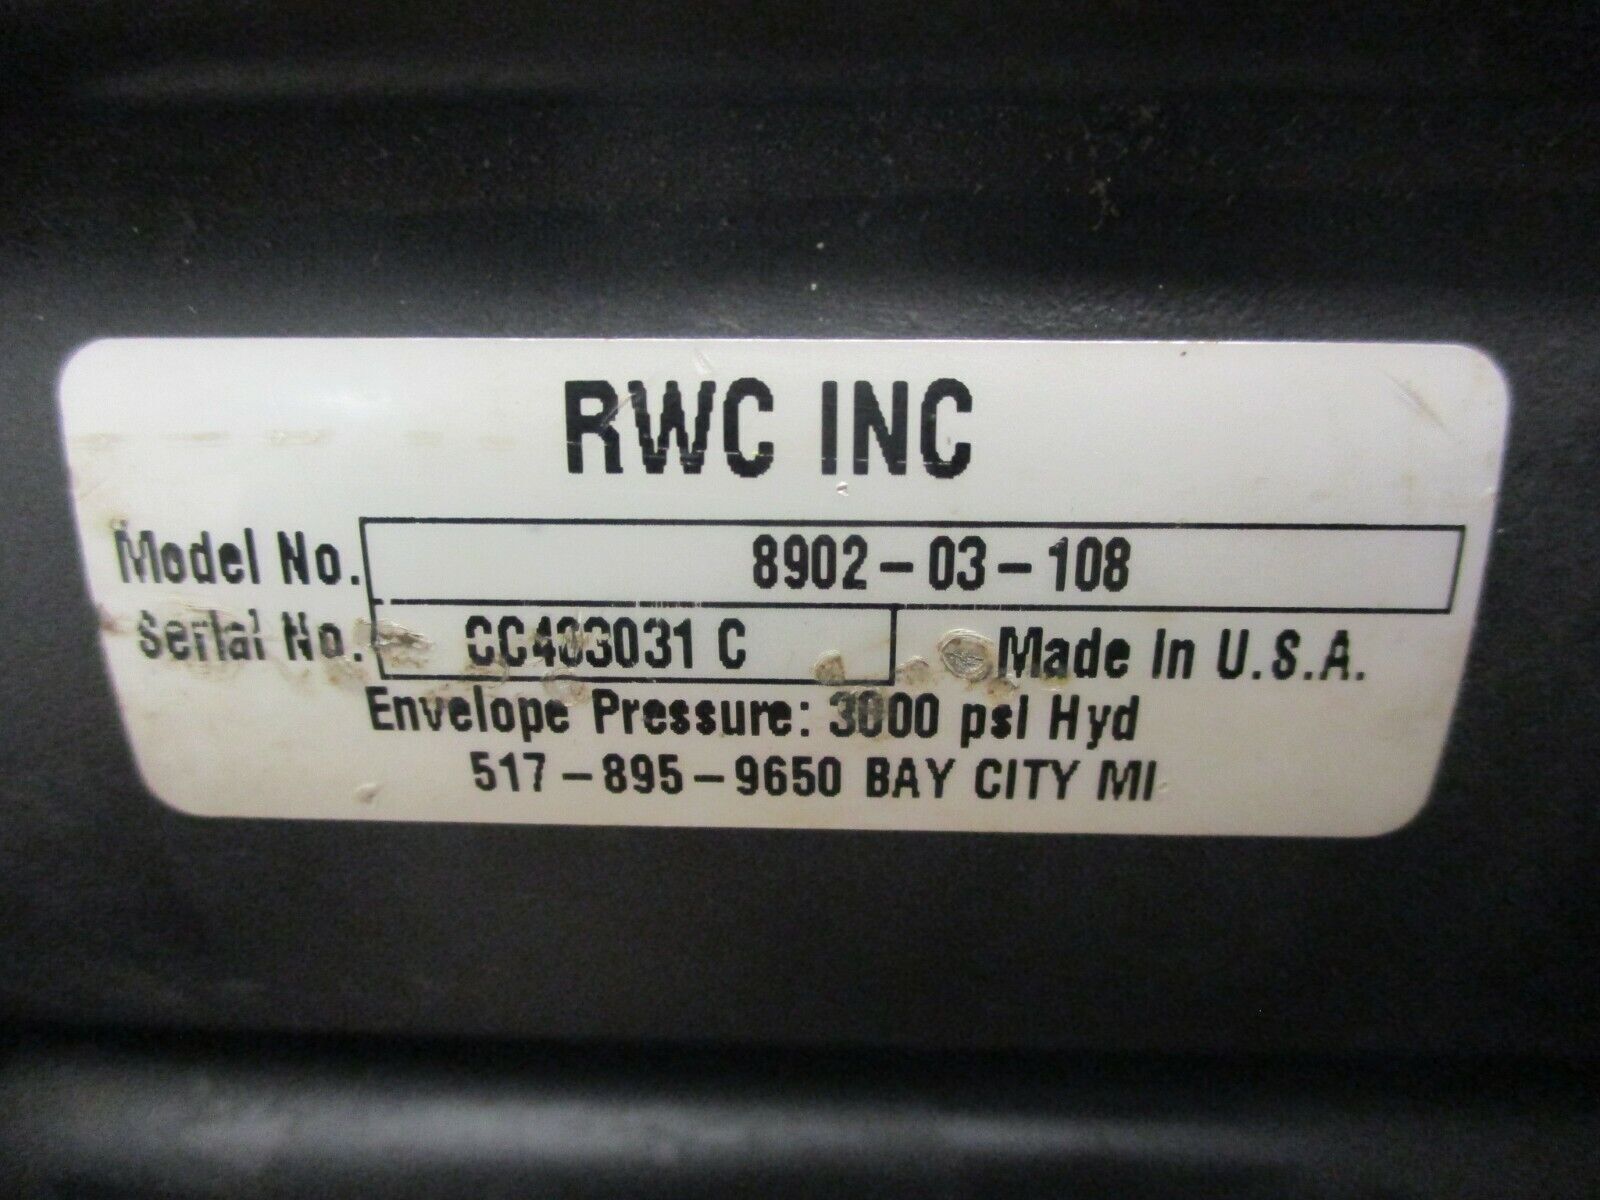 RWC INC
Model No. 8902-03-108
Serial No. C Made In U.S.A.
Envelope Pressure: 3000 psi Hyd
517-895-9650 BAY CITY MI